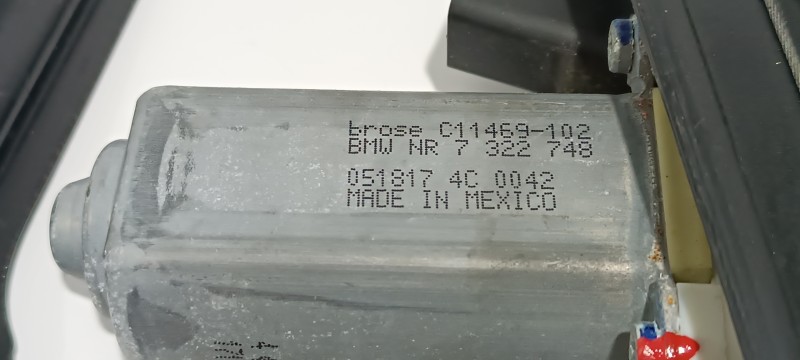 brose C11469-102
BMW NR 7 322 748
051817 4C 0042
MADE IN MEXICO